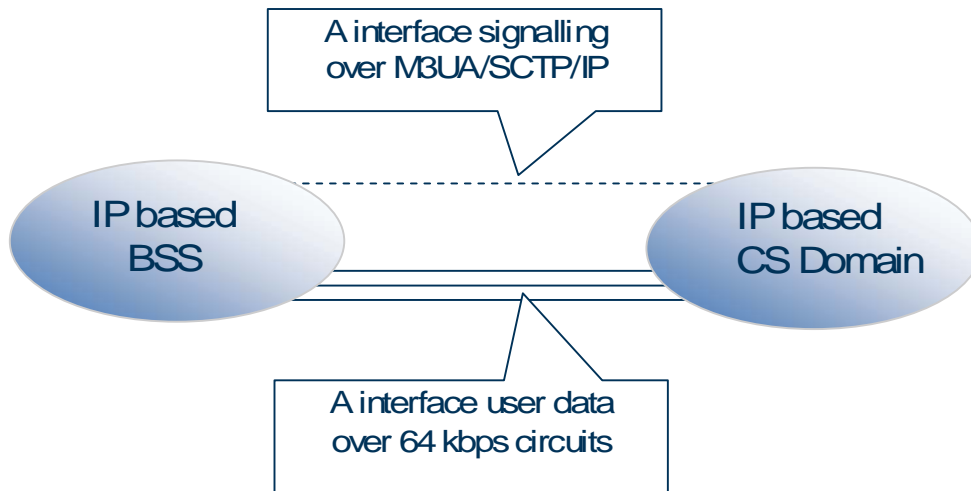 A interface signalling
over M3UA/SCTP/IP
IP based
BSS
IP based
CS Domain
A interface user data
over 64 kbps circuits